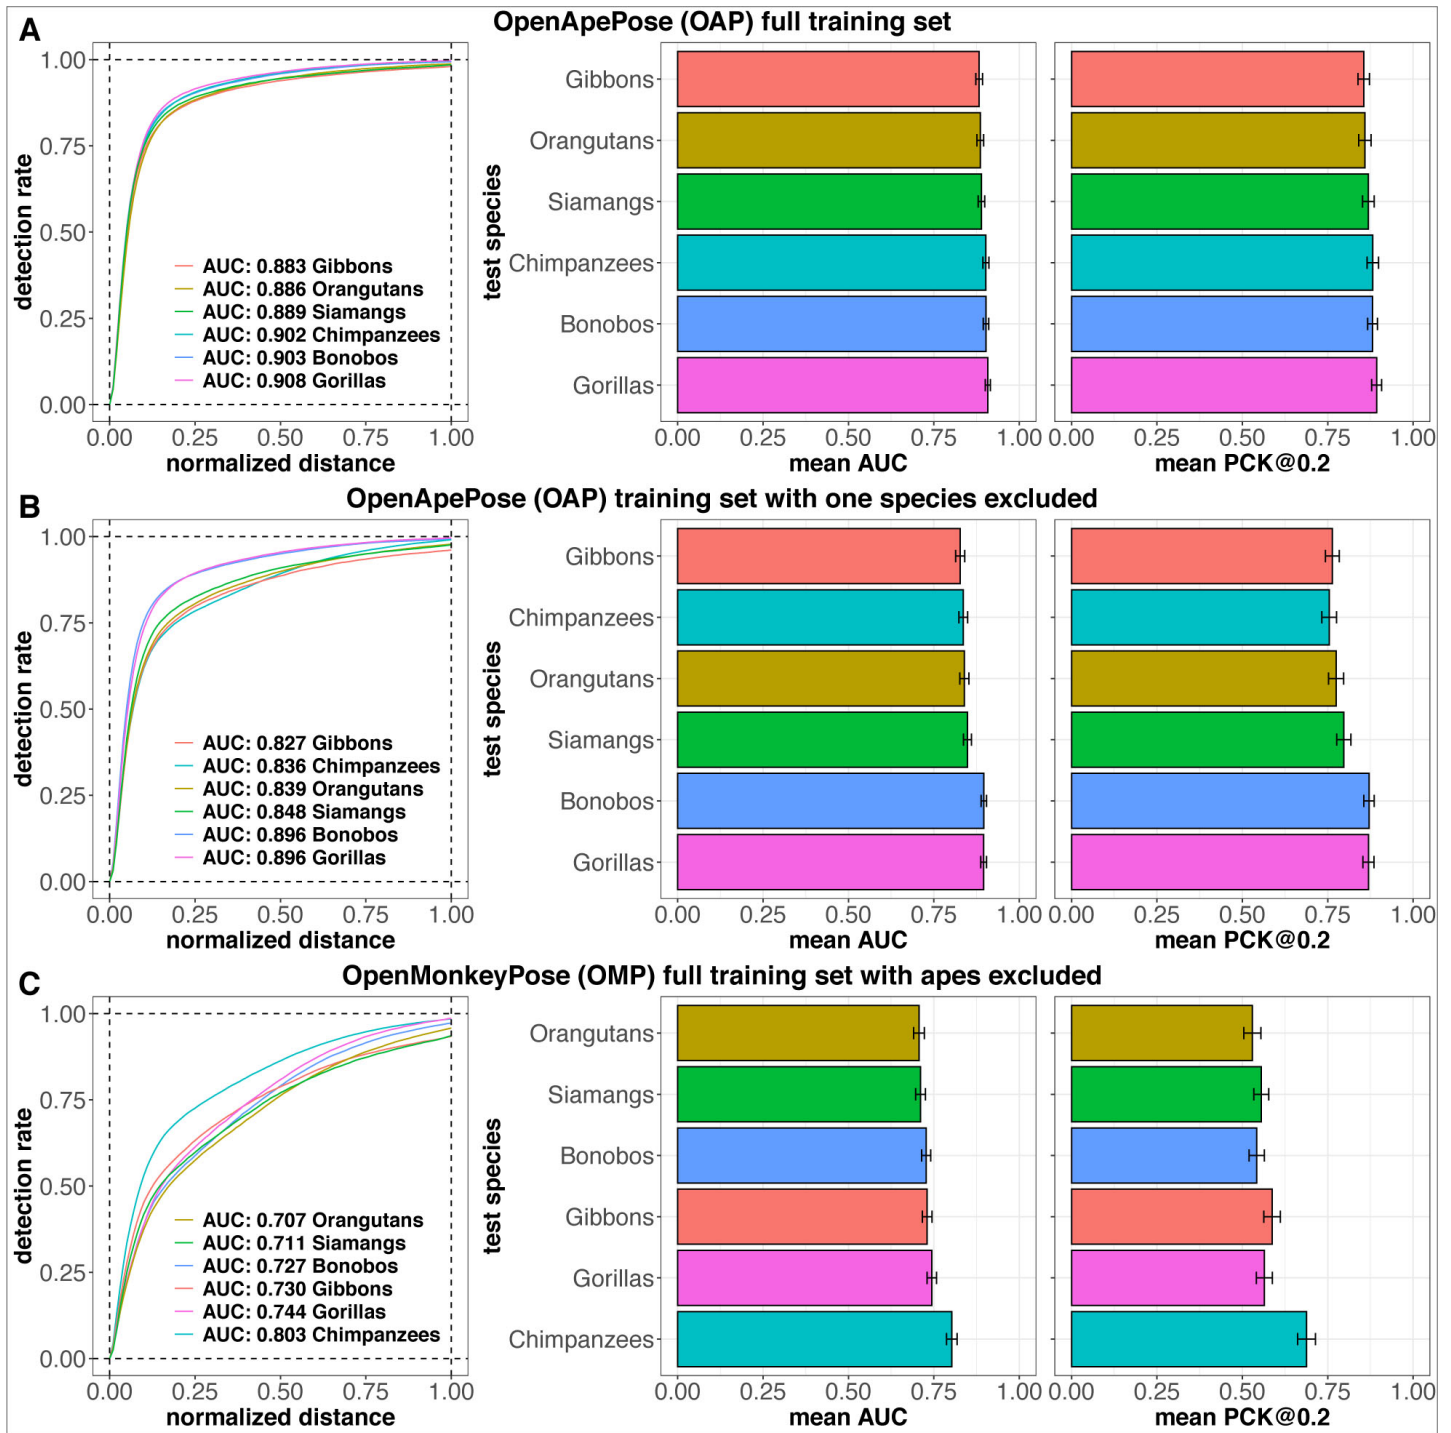 A
OpenApePose (OAP) full training set
detection rate
1.00
0.75
0.50
0.25
0.00
AUC: 0.883 Gibbons
AUC: 0.886 Orangutans
AUC: 0.889 Siamangs
AUC: 0.902 Chimpanzees
AUC: 0.903 Bonobos
AUC: 0.908 Gorillas
0.00 0.25 0.50 0.75 1.00
normalized distance
test species
Gibbons
Orangutans
Siamangs
Chimpanzees
Bonobos
Gorillas
0.00 0.25 0.50 0.75 1.00
mean AUC
0.00 0.25 0.50 0.75 1.00
mean PCK@0.2
B
OpenApePose (OAP) training set with one species excluded
detection rate
1.00
0.75
0.50
0.25
0.00
AUC: 0.827 Gibbons
AUC: 0.836 Chimpanzees
AUC: 0.839 Orangutans
AUC: 0.848 Siamangs
AUC: 0.896 Bonobos
AUC: 0.896 Gorillas
0.00 0.25 0.50 0.75 1.00
normalized distance
test species
Gibbons
Chimpanzees
Orangutans
Siamangs
Bonobos
Gorillas
0.00 0.25 0.50 0.75 1.00
mean AUC
0.00 0.25 0.50 0.75 1.00
mean PCK@0.2
C
OpenMonkeyPose (OMP) full training set with apes excluded
detection rate
1.00
0.75
0.50
0.25
0.00
AUC: 0.707 Orangutans
AUC: 0.711 Siamangs
AUC: 0.727 Bonobos
AUC: 0.730 Gibbons
AUC: 0.744 Gorillas
AUC: 0.803 Chimpanzees
0.00 0.25 0.50 0.75 1.00
normalized distance
test species
Orangutans
Siamangs
Bonobos
Gibbons
Gorillas
Chimpanzees
0.00 0.25 0.50 0.75 1.00
mean AUC
0.00 0.25 0.50 0.75 1.00
mean PCK@0.2